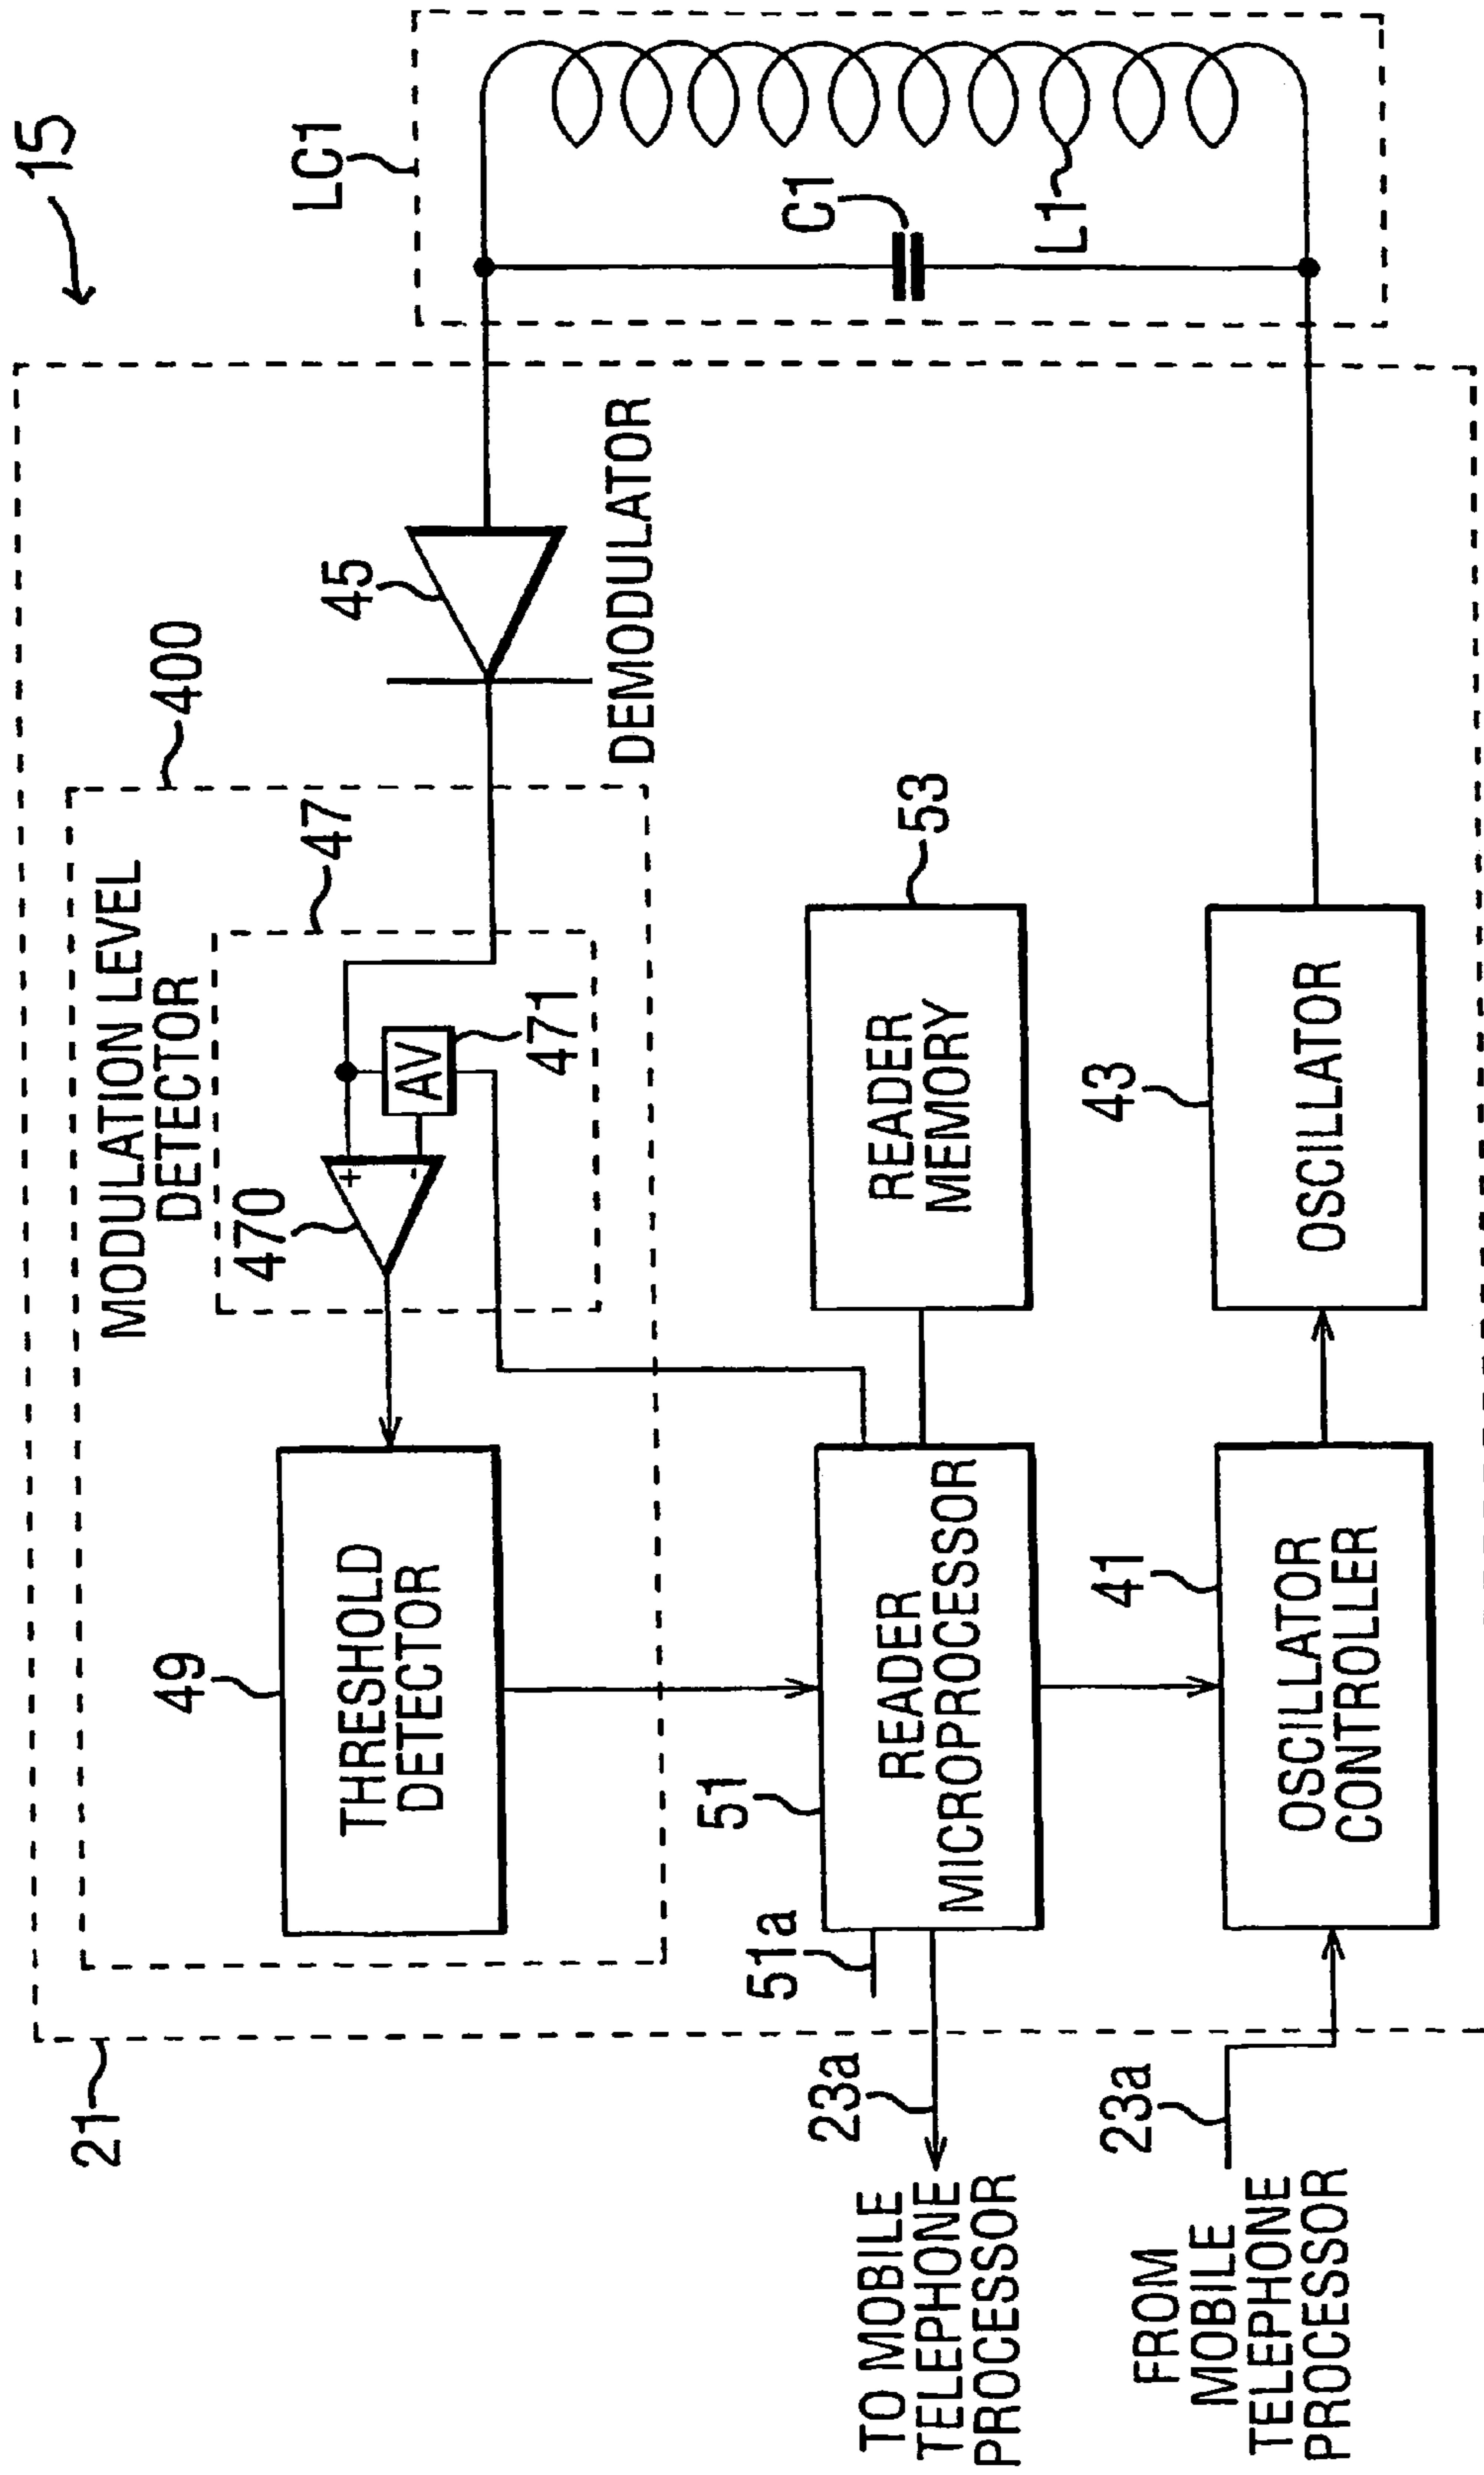 15
LC1
C1
L1
21
400
MODULATION LEVEL
DETECTOR
47
45
DEMODULATOR
470
+
-
AV
471
49
THRESHOLD
DETECTOR
51
51a
READER
MICROPROCESSOR
53
READER
MEMORY
23a
TO MOBILE
TELEPHONE
PROCESSOR
41
OSCILLATOR
CONTROLLER
43
OSCILLATOR
23a
FROM
MOBILE
TELEPHONE
PROCESSOR